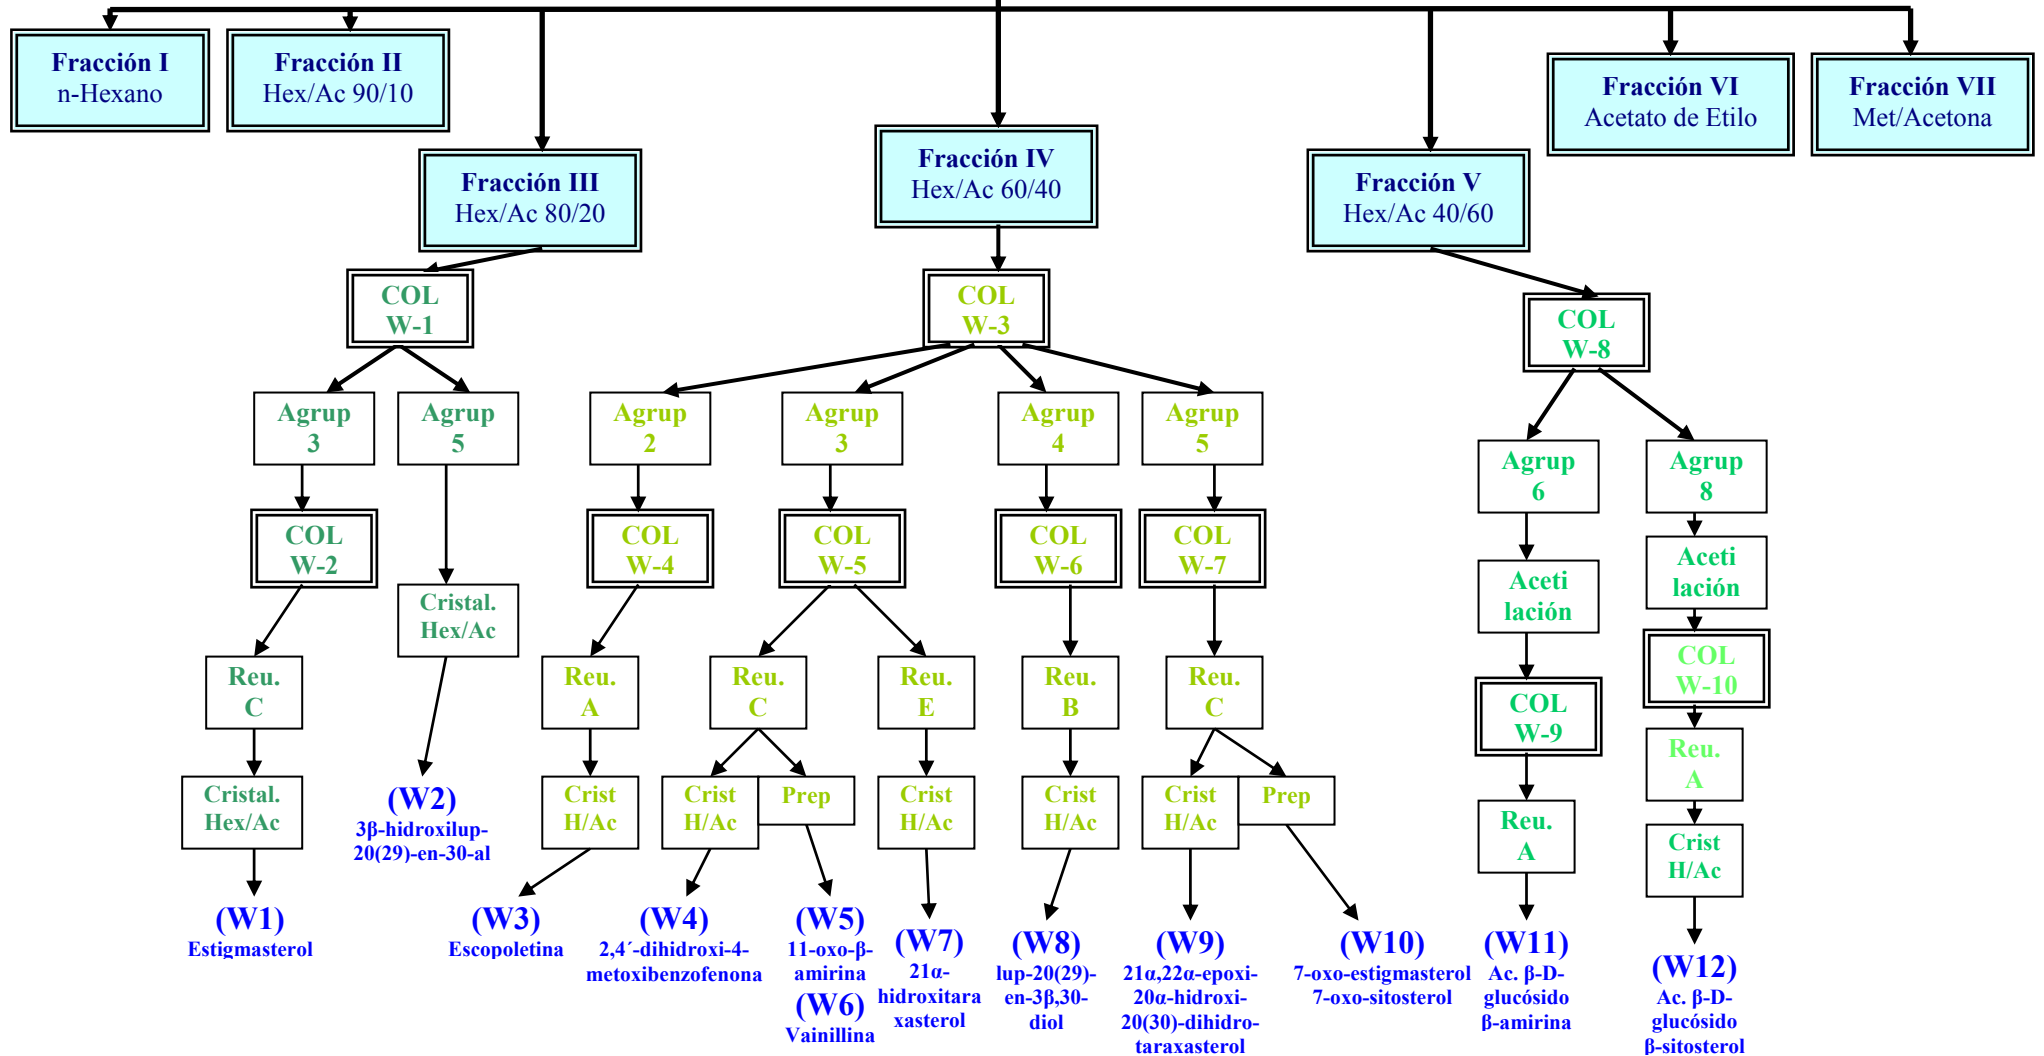 Fracción I
n-Hexano
Fracción II
Hex/Ac 90/10
Fracción III
Hex/Ac 80/20
Fracción IV
Hex/Ac 60/40
Fracción V
Hex/Ac 40/60
Fracción VI
Acetato de Etilo
Fracción VII
Met/Acetona
COL
W-1
COL
W-3
COL
W-8
Agrup
3
Agrup
5
Agrup
2
Agrup
3
Agrup
4
Agrup
5
Agrup
6
Agrup
8
COL
W-2
COL
W-4
COL
W-5
COL
W-6
COL
W-7
Aceti
lación
Aceti
lación
Cristal.
Hex/Ac
Reu.
C
Reu.
A
Reu.
C
Reu.
E
Reu.
B
Reu.
C
COL
W-9
COL
W-10
Cristal.
Hex/Ac
Crist
H/Ac
Crist
H/Ac
Prep
Crist
H/Ac
Crist
H/Ac
Crist
H/Ac
Prep
Reu.
A
Reu.
A
Crist
H/Ac
(W1)
Estigmasterol
(W2)
3β-hidroxilup-
20(29)-en-30-al
(W3)
Escopoletina
(W4)
2,4´-dihidroxi-4-
metoxibenzofenona
(W5)
11-oxo-β-
amirina
(W6)
Vainillina
(W7)
21α-
hidroxitara
xasterol
(W8)
lup-20(29)-
en-3β,30-
diol
(W9)
21α,22α-epoxi-
20α-hidroxi-
20(30)-dihidro-
taraxasterol
(W10)
7-oxo-estigmasterol
7-oxo-sitosterol
(W11)
Ac. β-D-
glucósido
β-amirina
(W12)
Ac. β-D-
glucósido
β-sitosterol